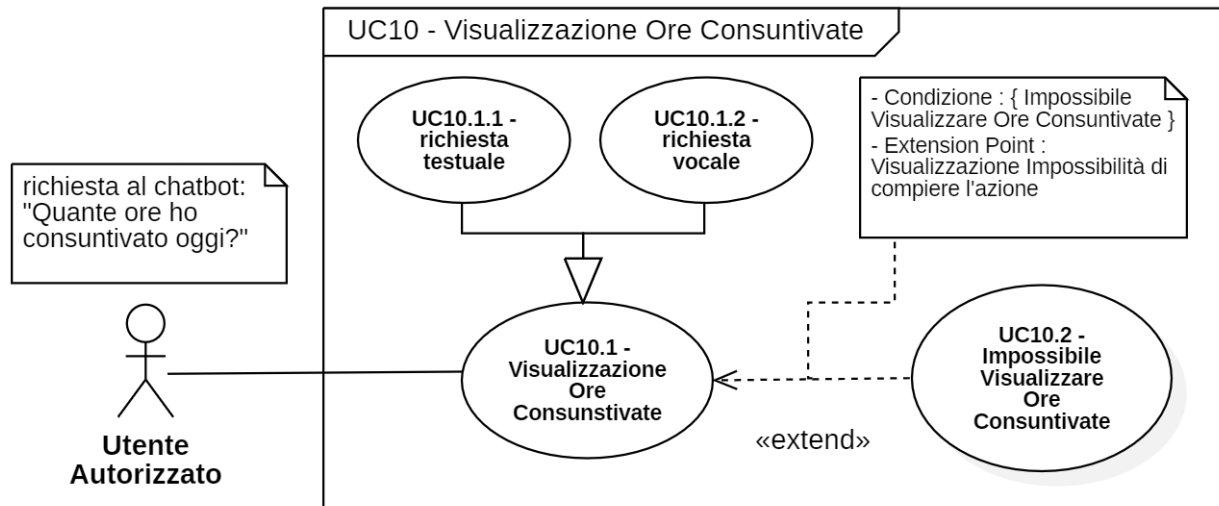 UC10 - Visualizzazione Ore Consuntivate
UC10.1.1 -
richiesta
testuale
UC10.1.2 -
richiesta
vocale
- Condizione : { Impossibile
Visualizzare Ore Consuntivate }
- Extension Point :
Visualizzazione Impossibilità di
compiere l'azione
richiesta al chatbot:
"Quante ore ho
consuntivato oggi?"
UC10.1 -
Visualizzazione
Ore
Consunstivate
UC10.2 -
Impossibile
Visualizzare
Ore
Consuntivate
«extend»
Utente
Autorizzato